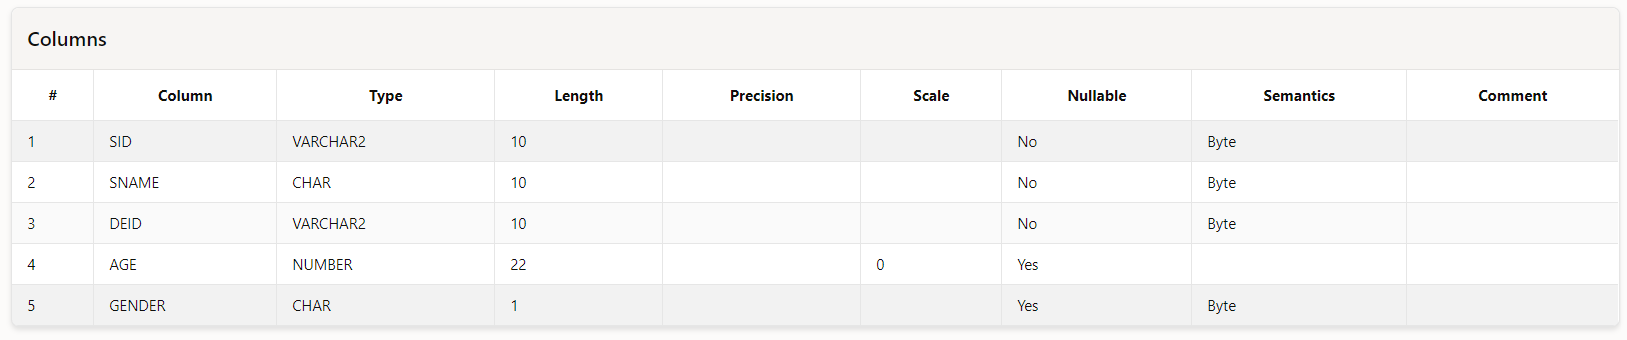 Columns
# Column Type Length Precision Scale Nullable Semantics Comment
1 SID VARCHAR2 10 No Byte
2 SNAME CHAR 10 No Byte
3 DEID VARCHAR2 10 No Byte
4 AGE NUMBER 22 0 Yes
5 GENDER CHAR 1 Yes Byte